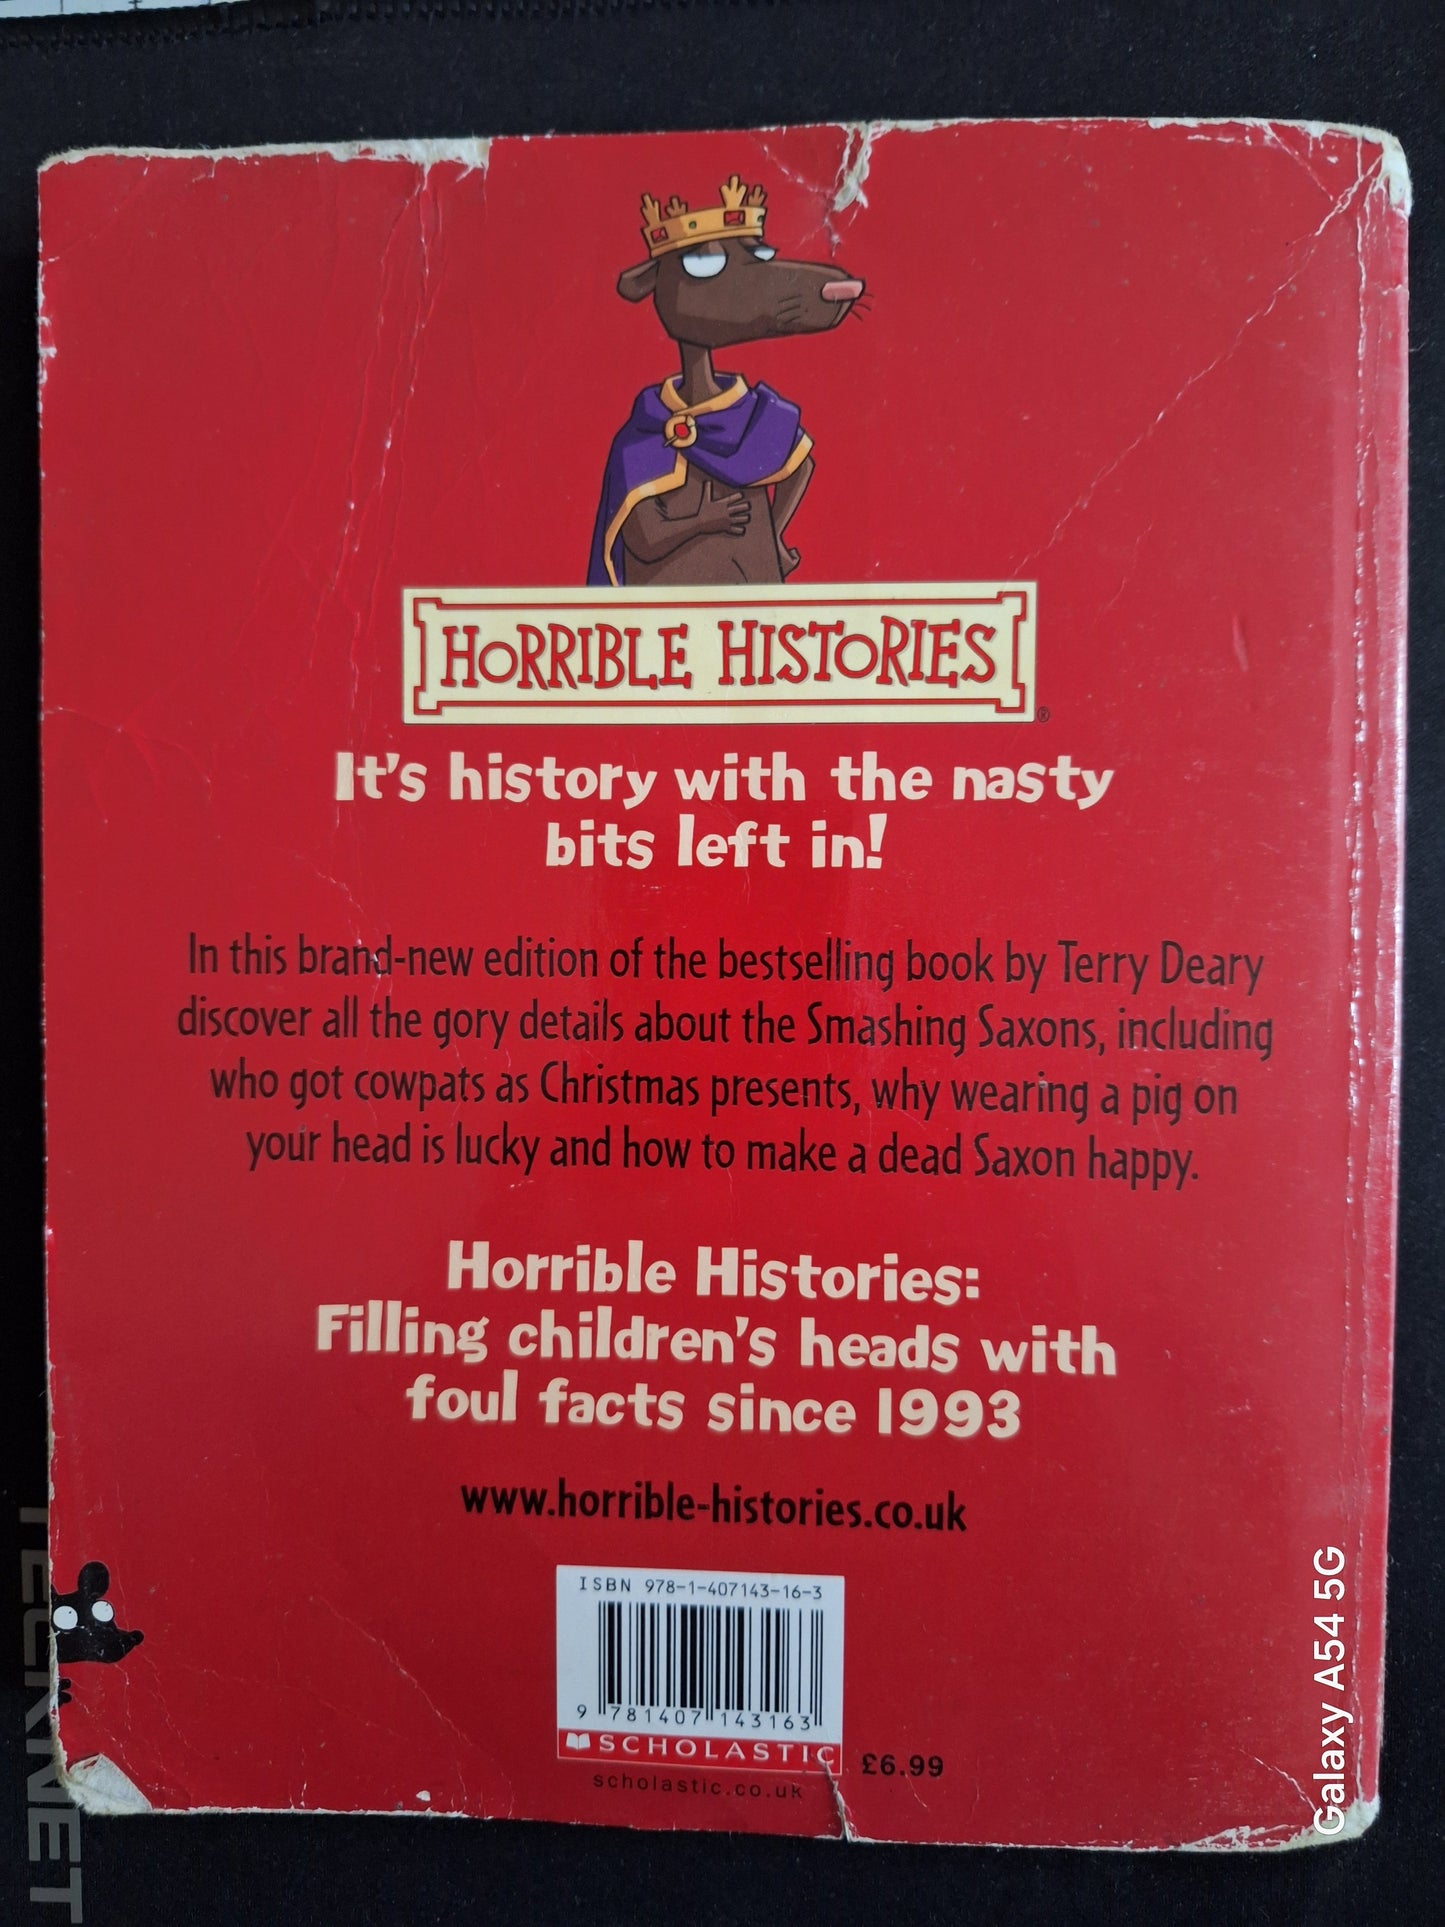 HORRIBLE HISTORIES
®
It's history with the nasty
bits left in!
In this brand-new edition of the bestselling book by Terry Deary
discover all the gory details about the Smashing Saxons, including
who got cowpats as Christmas presents, why wearing a pig on
your head is lucky and how to make a dead Saxon happy.
Horrible Histories:
Filling children's heads with
foul facts since 1993
www.horrible-histories.co.uk
ISBN 978-1-407143-16-3
9 781407 143163
SCHOLASTIC
£6.99
scholastic.co.uk
TECKNET
Galaxy A54 5G